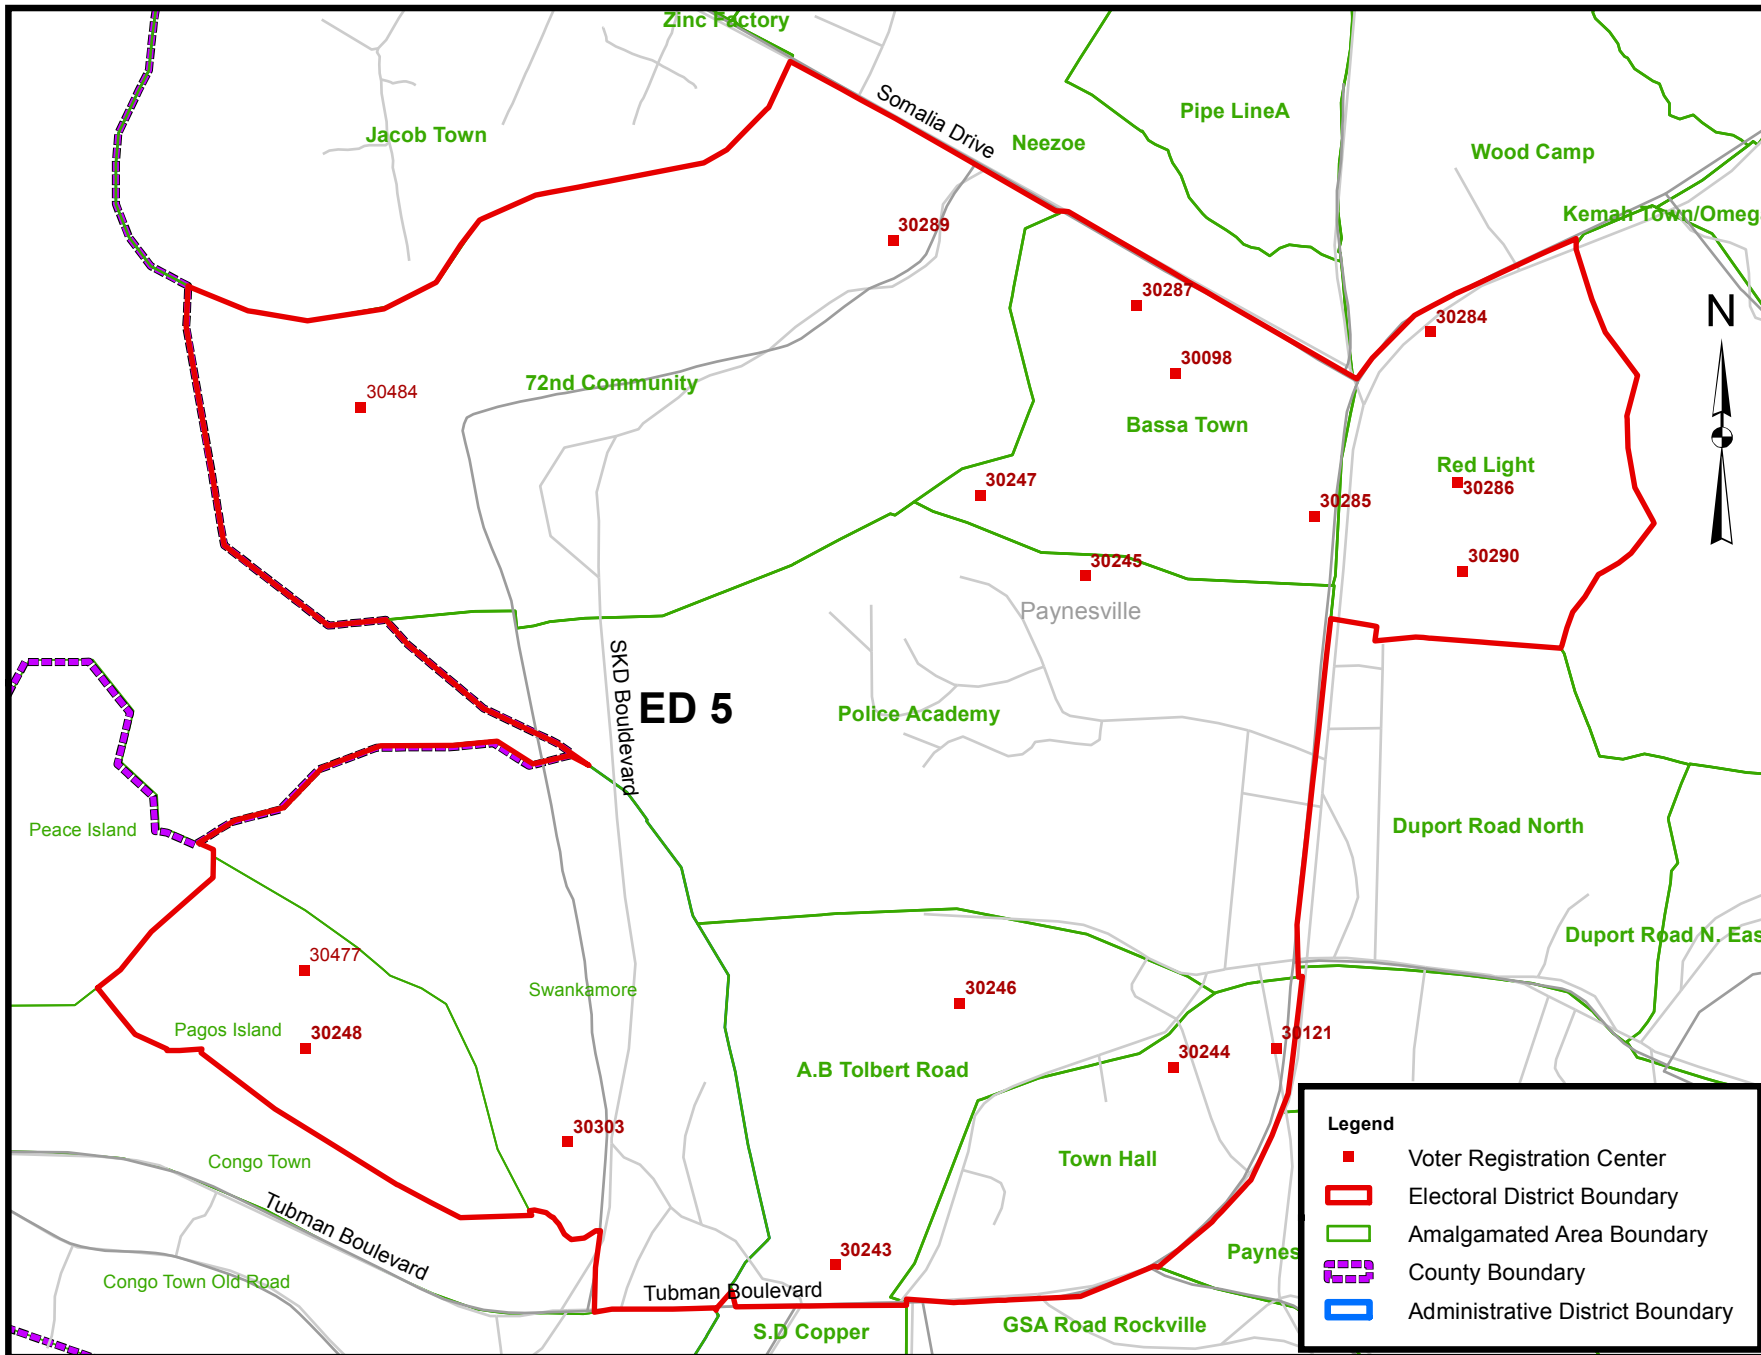 Zinc Factory
Somalia Drive
Pipe LineA
Jacob Town
Neezoe
Wood Camp
Kemah Town/Omeg
30289
30287
30284
N
30098
72nd Community
30484
Bassa Town
Red Light
30247
30286
30285
30245
30290
Paynesville
SKD Bouldevard
ED 5
Police Academy
Peace Island
Duport Road North
Duport Road N. Eas
30477
Swankamore
30246
Pagos Island
30248
30121
30244
A.B Tolbert Road
30303
Congo Town
Town Hall
Tubman Boulevard
30243
Paynes
Congo Town Old Road
Tubman Boulevard
S.D Copper
GSA Road Rockville
Legend
Voter Registration Center
Electoral District Boundary
Amalgamated Area Boundary
County Boundary
Administrative District Boundary